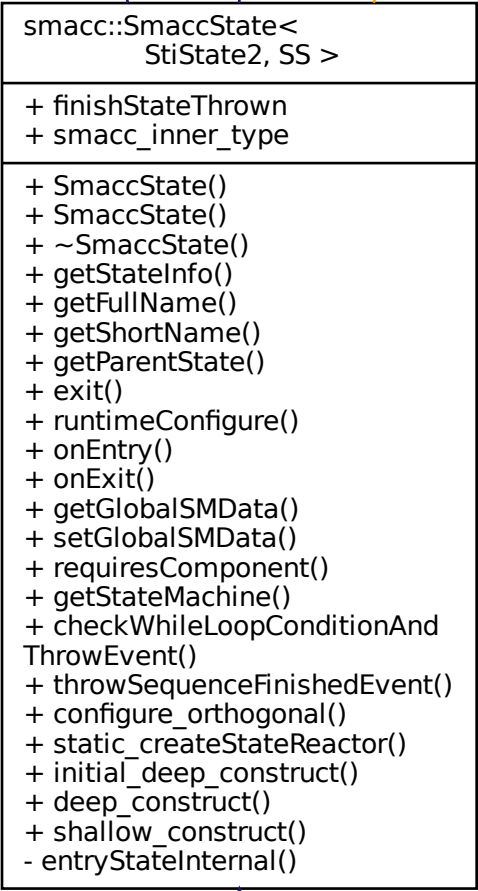 smacc::SmaccState<
StiState2, SS >
+ finishStateThrown
+ smacc_inner_type
+ SmaccState()
+ SmaccState()
+ ~SmaccState()
+ getStateInfo()
+ getFullName()
+ getShortName()
+ getParentState()
+ exit()
+ runtimeConfigure()
+ onEntry()
+ onExit()
+ getGlobalSMData()
+ setGlobalSMData()
+ requiresComponent()
+ getStateMachine()
+ checkWhileLoopConditionAnd
ThrowEvent()
+ throwSequenceFinishedEvent()
+ configure_orthogonal()
+ static_createStateReactor()
+ initial_deep_construct()
+ deep_construct()
+ shallow_construct()
- entryStateInternal()